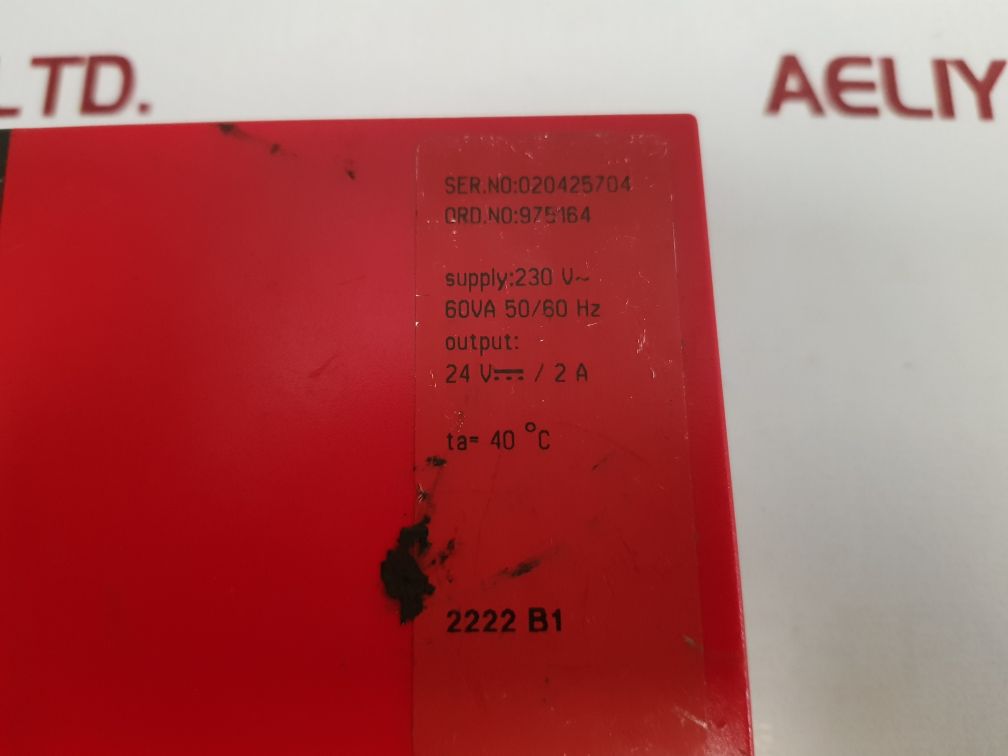 LTD.
AELIY
SER.NO:020425704
ORD.NO:975164
supply:230 V~
60VA 50/60 Hz
output:
24 V⎓ / 2 A
ta= 40 °C
2222 B1